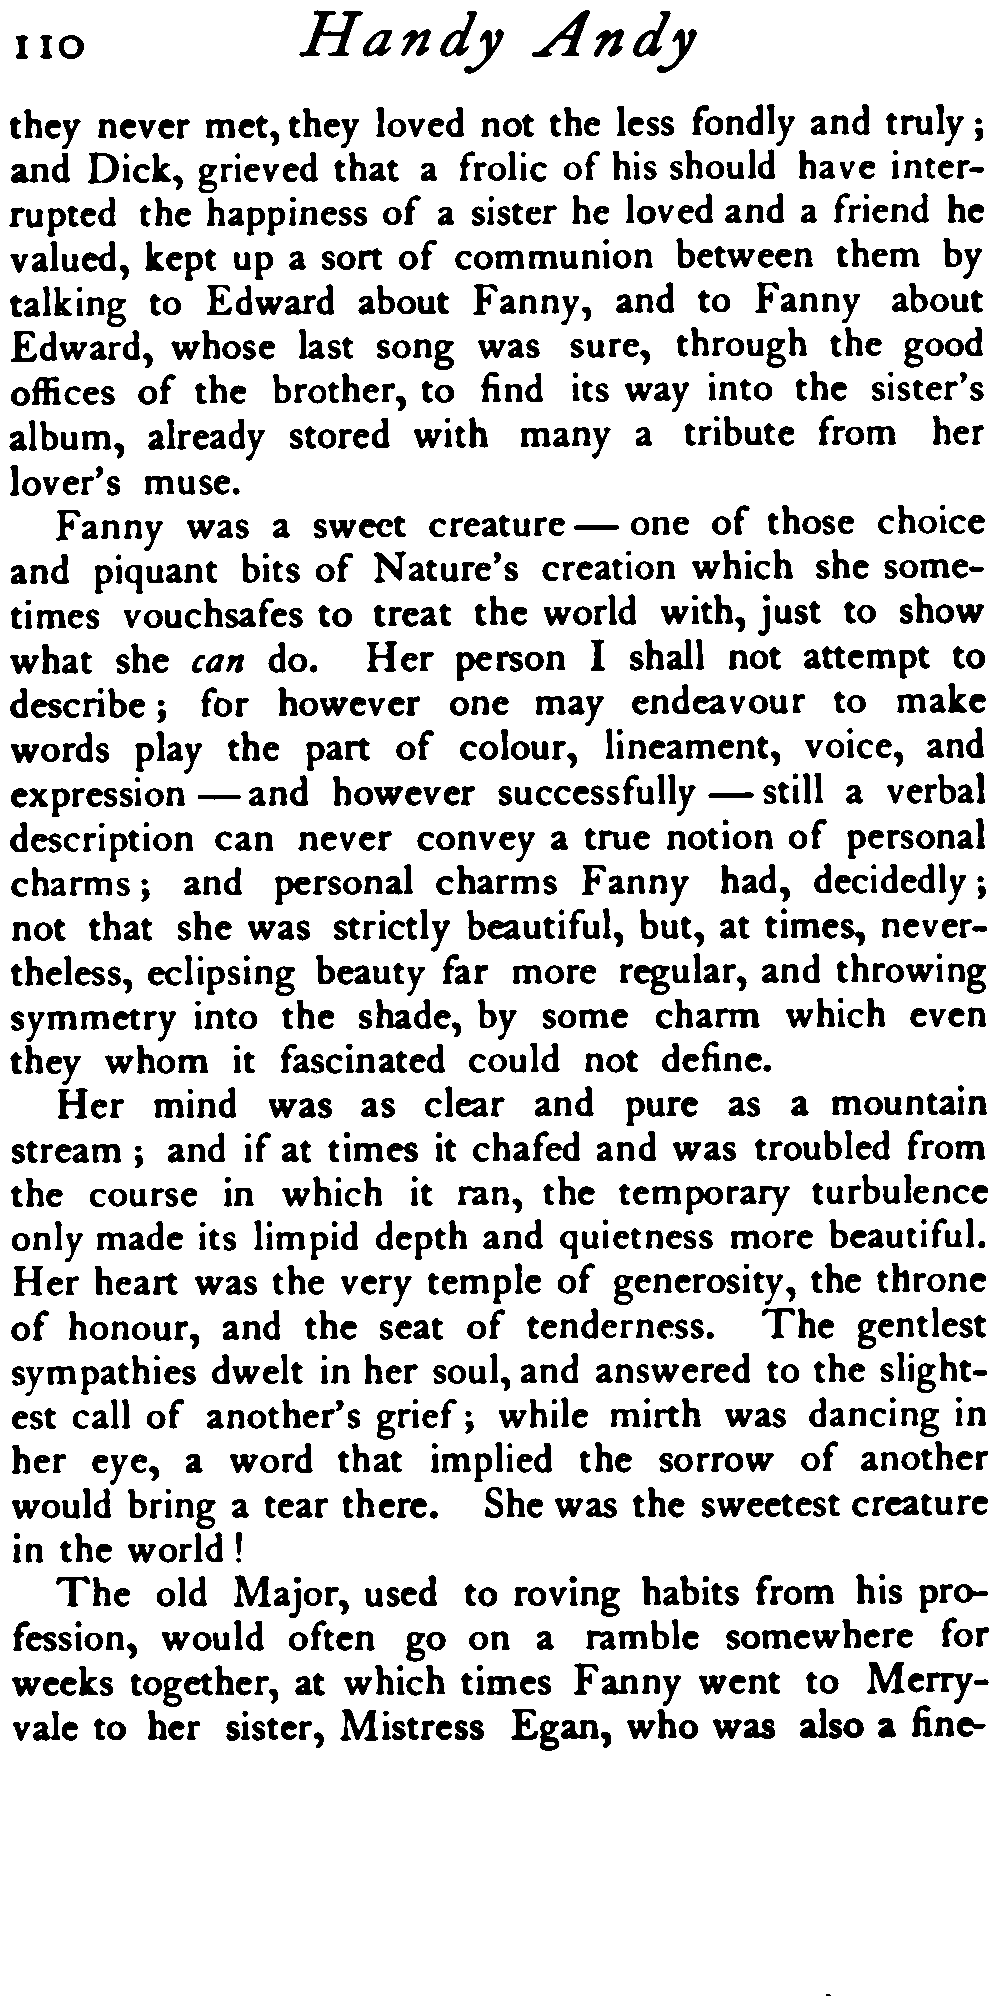 110 Handy Andy
they never met, they loved not the less fondly and truly;
and Dick, grieved that a frolic of his should have inter-
rupted the happiness of a sister he loved and a friend he
valued, kept up a sort of communion between them by
talking to Edward about Fanny, and to Fanny about
Edward, whose last song was sure, through the good
offices of the brother, to find its way into the sister's
album, already stored with many a tribute from her
lover's muse.
Fanny was a sweet creature — one of those choice
and piquant bits of Nature's creation which she some-
times vouchsafes to treat the world with, just to show
what she can do. Her person I shall not attempt to
describe; for however one may endeavour to make
words play the part of colour, lineament, voice, and
expression — and however successfully — still a verbal
description can never convey a true notion of personal
charms; and personal charms Fanny had, decidedly;
not that she was strictly beautiful, but, at times, never-
theless, eclipsing beauty far more regular, and throwing
symmetry into the shade, by some charm which even
they whom it fascinated could not define.
Her mind was as clear and pure as a mountain
stream; and if at times it chafed and was troubled from
the course in which it ran, the temporary turbulence
only made its limpid depth and quietness more beautiful.
Her heart was the very temple of generosity, the throne
of honour, and the seat of tenderness. The gentlest
sympathies dwelt in her soul, and answered to the slight-
est call of another's grief; while mirth was dancing in
her eye, a word that implied the sorrow of another
would bring a tear there. She was the sweetest creature
in the world!
The old Major, used to roving habits from his pro-
fession, would often go on a ramble somewhere for
weeks together, at which times Fanny went to Merry-
vale to her sister, Mistress Egan, who was also a fine-